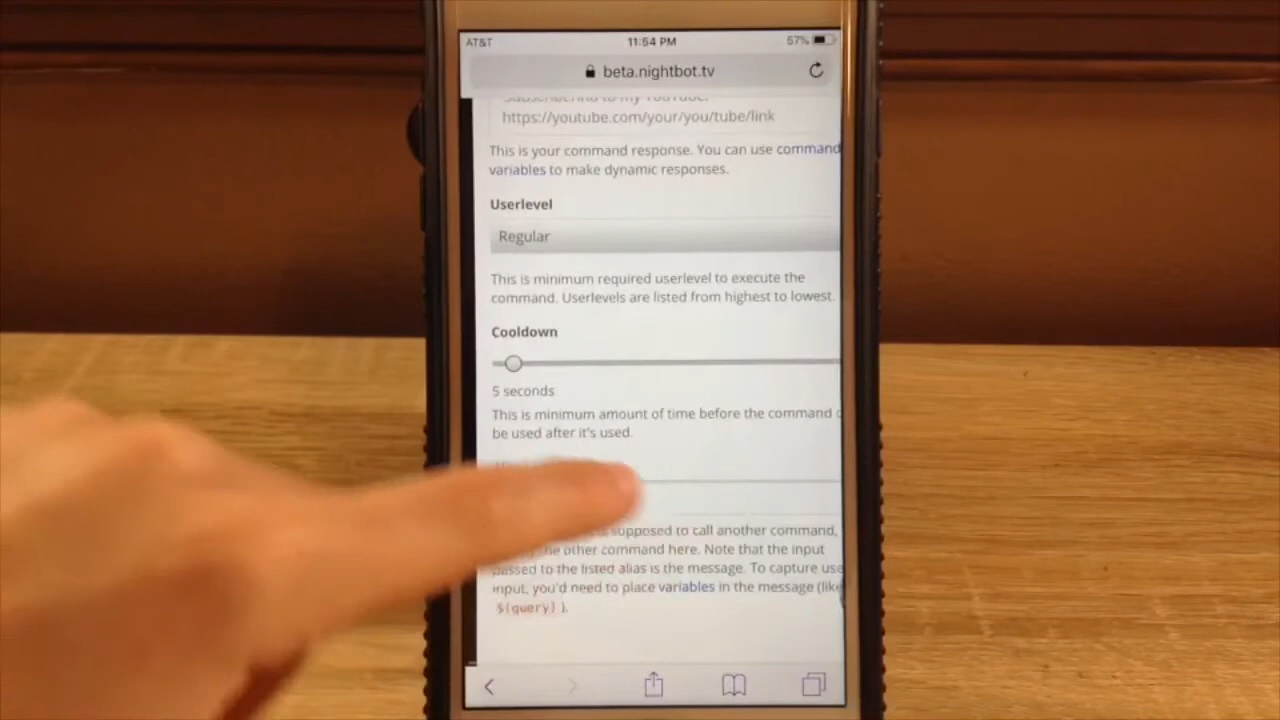 AT&T 11:54 PM 57%
beta.nightbot.tv
to my YouTube:
https://youtube.com/your/you/tube/link
This is your command response. You can use command
variables to make dynamic responses.
Userlevel
Regular
This is minimum required userlevel to execute the
command. Userlevels are listed from highest to lowest.
Cooldown
5 seconds
This is minimum amount of time before the command
be used after it's used.
supposed to call another command,
he other command here. Note that the input
passed to the listed alias is the message. To capture use
input, you'd need to place variables in the message (like
$(query) ).